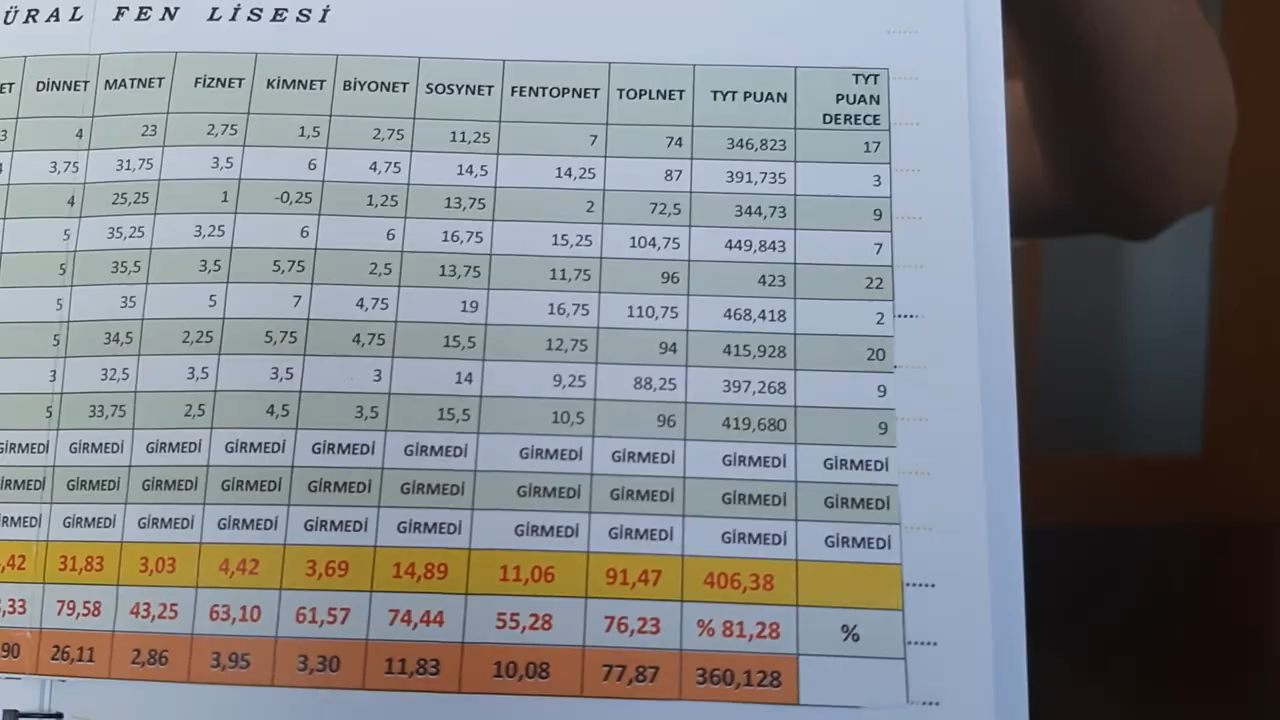 ÜRAL FEN LİSESİ
ET DİNNET MATNET FİZNET KİMNET BİYONET SOSYNET FENTOPNET TOPLNET TYT PUAN TYT PUAN DERECE
3 4 23 2,75 1,5 2,75 11,25 7 74 346,823 17
3,75 31,75 3,5 6 4,75 14,5 14,25 87 391,735 3
4 25,25 1 -0,25 1,25 13,75 2 72,5 344,73 9
5 35,25 3,25 6 6 16,75 15,25 104,75 449,843 7
5 35,5 3,5 5,75 2,5 13,75 11,75 96 423 22
5 35 5 7 4,75 19 16,75 110,75 468,418 2
5 34,5 2,25 5,75 4,75 15,5 12,75 94 415,928 20
3 32,5 3,5 3,5 3 14 9,25 88,25 397,268 9
5 33,75 2,5 4,5 3,5 15,5 10,5 96 419,680 9
GİRMEDİ GİRMEDİ GİRMEDİ GİRMEDİ GİRMEDİ GİRMEDİ GİRMEDİ GİRMEDİ GİRMEDİ GİRMEDİ
İRMEDİ GİRMEDİ GİRMEDİ GİRMEDİ GİRMEDİ GİRMEDİ GİRMEDİ GİRMEDİ GİRMEDİ GİRMEDİ
RMEDİ GİRMEDİ GİRMEDİ GİRMEDİ GİRMEDİ GİRMEDİ GİRMEDİ GİRMEDİ GİRMEDİ GİRMEDİ
,42 31,83 3,03 4,42 3,69 14,89 11,06 91,47 406,38
,33 79,58 43,25 63,10 61,57 74,44 55,28 76,23 % 81,28 %
90 26,11 2,86 3,95 3,30 11,83 10,08 77,87 360,128